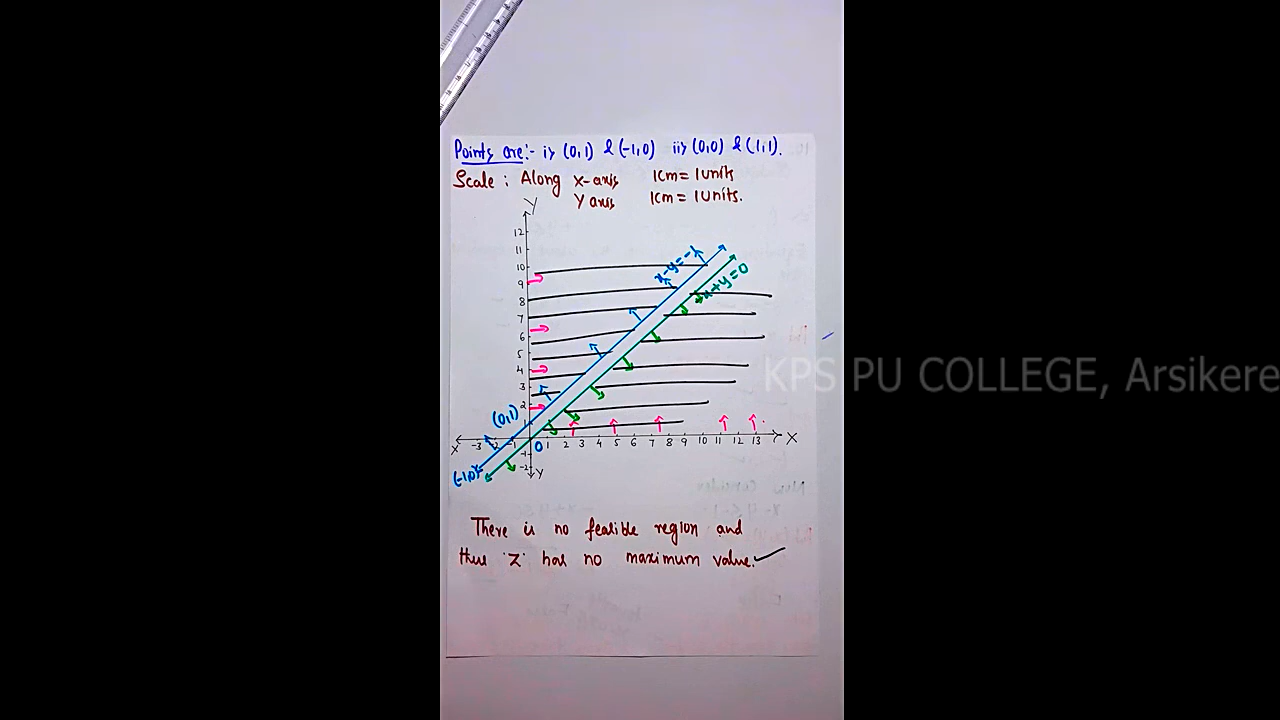 Points are:- i> (0,1) & (-1,0) ii> (0,0) & (1,1).
Scale : Along X-axis 1cm = 1units
Y axis 1cm = 1Units.
Y
12
11
10
9
8
7
6
5
4
3
2
1
x-y=-1
-x+y=0
(0,1)
X -3 -2 -1 0 1 2 3 4 5 6 7 8 9 10 11 12 13 X
-1
-2
Y
(-1,0)
There is no feasible region and
thus 'Z' has no maximum value.
KPS PU COLLEGE, Arsikere